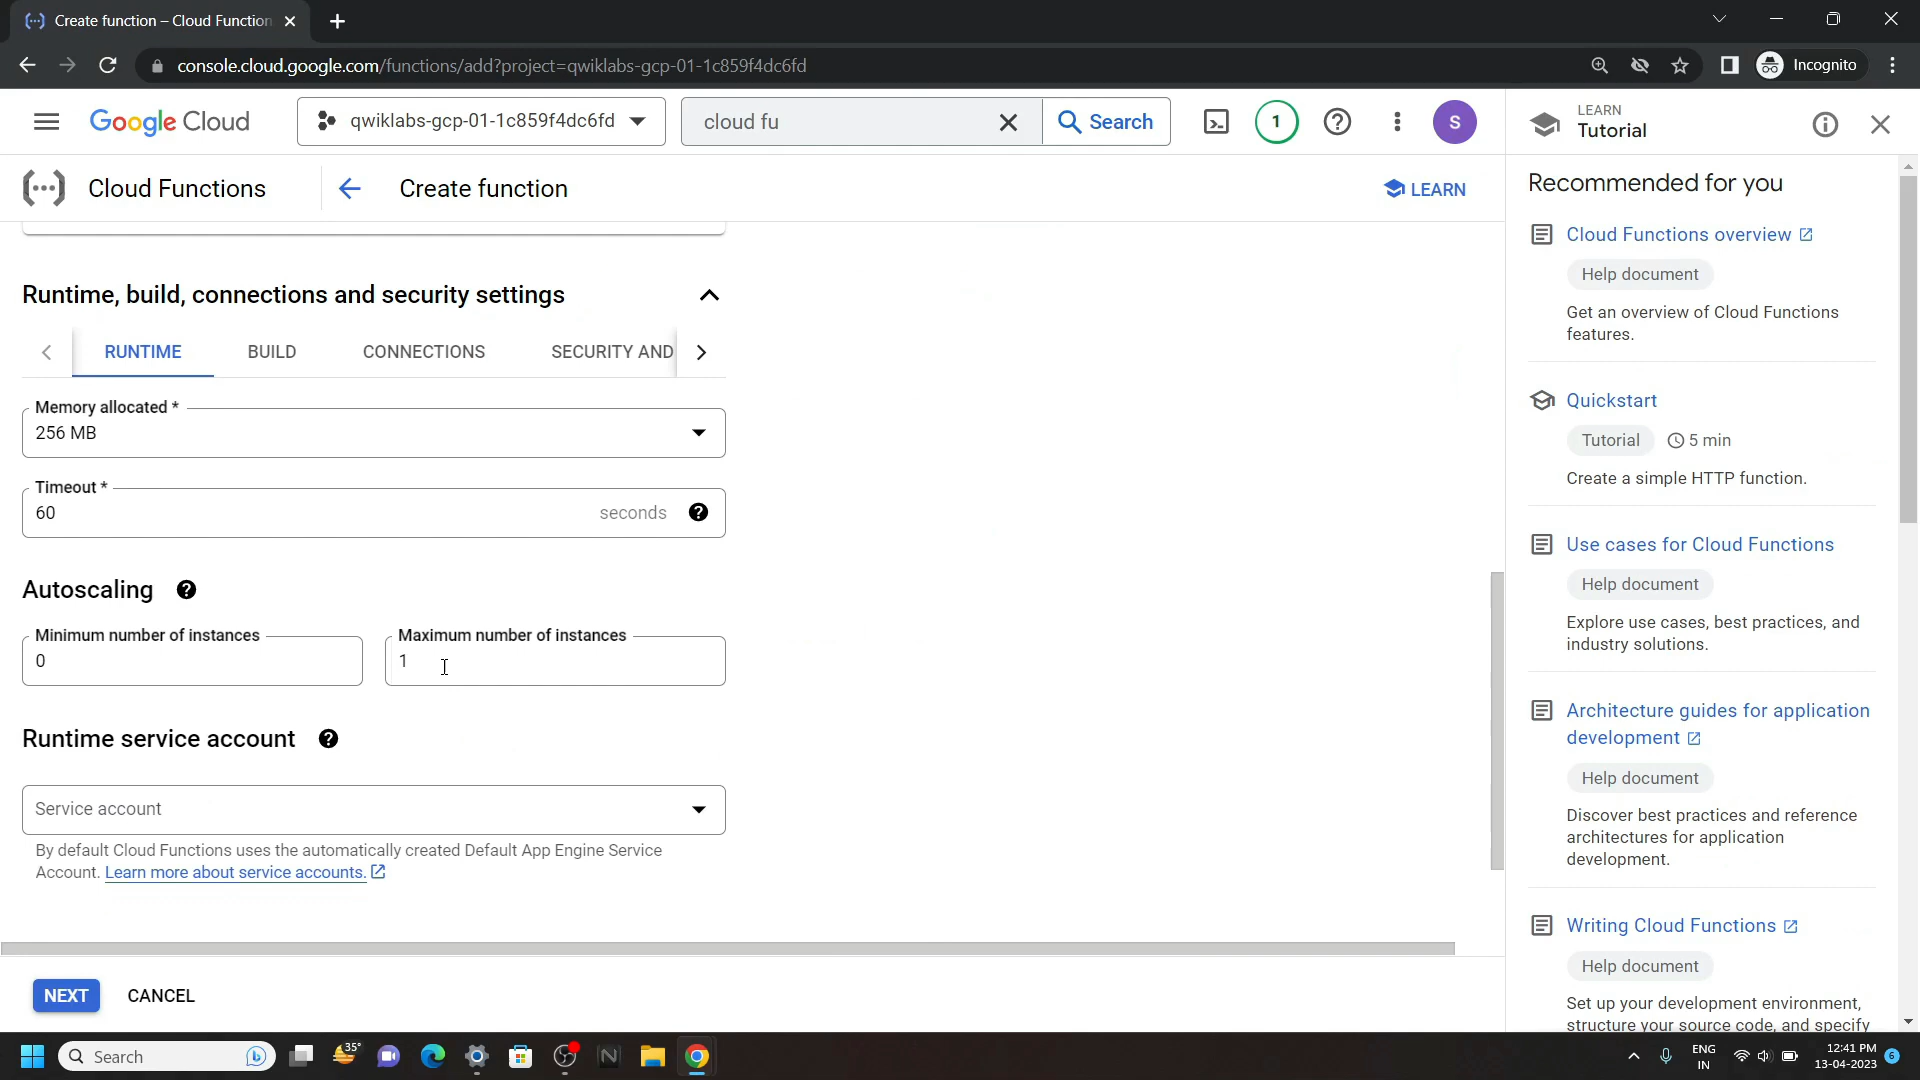 Create function – Cloud Function
console.cloud.google.com/functions/add?project=qwiklabs-gcp-01-1c859f4dc6fd
Incognito
Google Cloud
qwiklabs-gcp-01-1c859f4dc6fd
cloud fu
Search
1
S
LEARN
Tutorial
Cloud Functions
Create function
LEARN
Runtime, build, connections and security settings
RUNTIME
BUILD
CONNECTIONS
SECURITY AND
Memory allocated *
256 MB
Timeout *
60
seconds
Autoscaling
Minimum number of instances
0
Maximum number of instances
1
Runtime service account
Service account
By default Cloud Functions uses the automatically created Default App Engine Service
Account. Learn more about service accounts.
NEXT
CANCEL
Recommended for you
Cloud Functions overview
Help document
Get an overview of Cloud Functions
features.
Quickstart
Tutorial
5 min
Create a simple HTTP function.
Use cases for Cloud Functions
Help document
Explore use cases, best practices, and
industry solutions.
Architecture guides for application
development
Help document
Discover best practices and reference
architectures for application
development.
Writing Cloud Functions
Help document
Set up your development environment,
structure your source code, and specify
Search
35°
ENG
IN
12:41 PM
13-04-2023
6